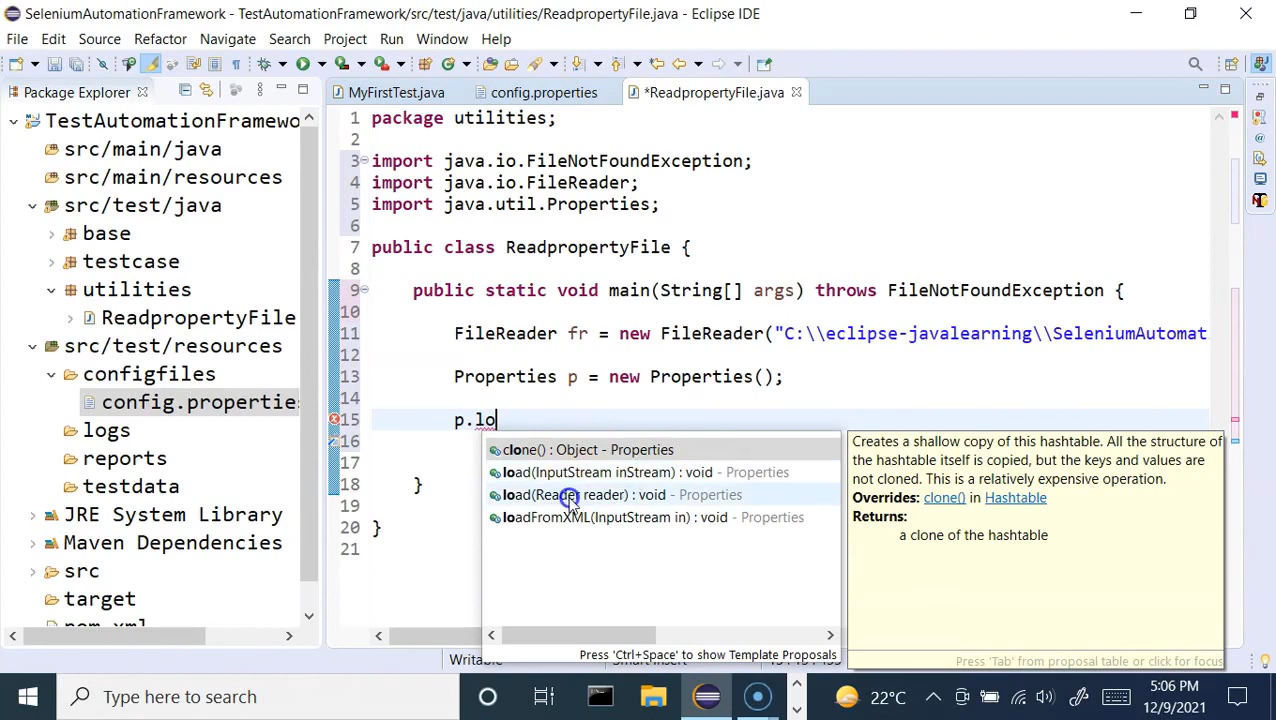 SeleniumAutomationFramework - TestAutomationFramework/src/test/java/utilities/ReadpropertyFile.java - Eclipse IDE
File Edit Source Refactor Navigate Search Project Run Window Help
Package Explorer
MyFirstTest.java config.properties *ReadpropertyFile.java
TestAutomationFramewo
src/main/java
src/main/resources
src/test/java
base
testcase
utilities
ReadpropertyFile
src/test/resources
configfiles
config.propertie
logs
reports
testdata
JRE System Library
Maven Dependencies
src
target
pom.xml
1 package utilities;
2
3 import java.io.FileNotFoundException;
4 import java.io.FileReader;
5 import java.util.Properties;
6
7 public class ReadpropertyFile {
8
9 public static void main(String[] args) throws FileNotFoundException {
10
11 FileReader fr = new FileReader("C:\\eclipse-javalearning\\SeleniumAutomat
12
13 Properties p = new Properties();
14
15 p.lo
16
17
18 }
19
20 }
21
clone() : Object - Properties
load(InputStream inStream) : void - Properties
load(Reader reader) : void - Properties
loadFromXML(InputStream in) : void - Properties
Press 'Ctrl+Space' to show Template Proposals
Creates a shallow copy of this hashtable. All the structure of
the hashtable itself is copied, but the keys and values are
not cloned. This is a relatively expensive operation.
Overrides: clone() in Hashtable
Returns:
a clone of the hashtable
Press 'Tab' from proposal table or click for focus
Writable
Type here to search
22°C
5:06 PM
12/9/2021